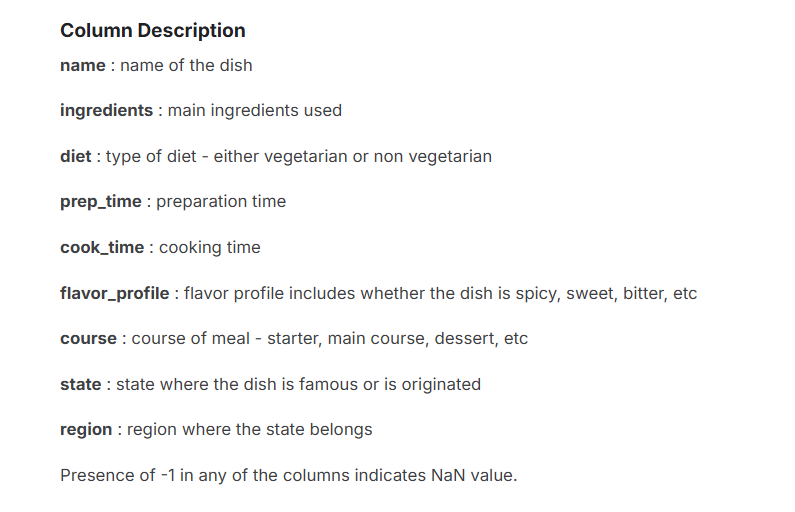 Column Description
name : name of the dish
ingredients : main ingredients used
diet : type of diet - either vegetarian or non vegetarian
prep_time : preparation time
cook_time : cooking time
flavor_profile : flavor profile includes whether the dish is spicy, sweet, bitter, etc
course : course of meal - starter, main course, dessert, etc
state : state where the dish is famous or is originated
region : region where the state belongs
Presence of -1 in any of the columns indicates NaN value.